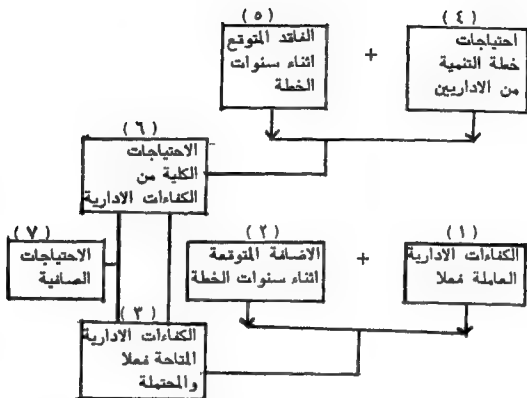 (٤)
احتياجات
خطة التنمية
من الاداريين
+
(٥)
الفاقد المتوقع
اثناء سنوات
الخطة
(٦)
الاحتياجات
الكلية من
الكفاءات الادارية
(١)
الكفاءات الادارية
العاملة فعلا
+
(٢)
الاضافة المتوقعة
اثناء سنوات الخطة
(٧)
الاحتياجات
الصافية
(٣)
الكفاءات الادارية
المتاحة فعلا
والمحتملة